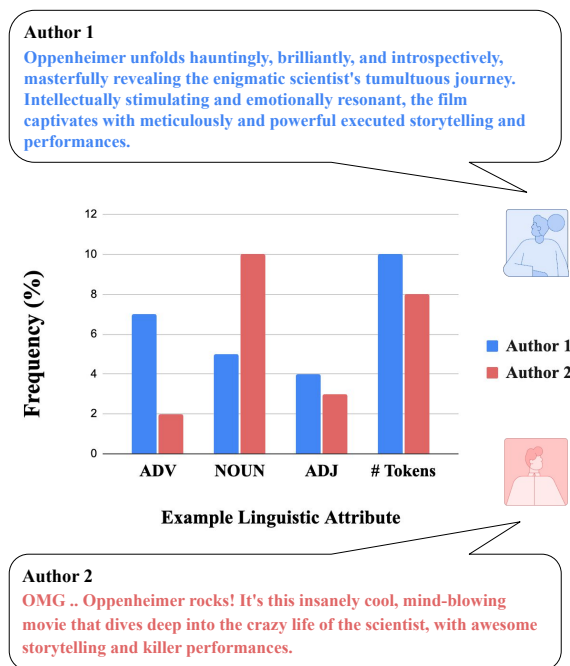 Author 1
Oppenheimer unfolds hauntingly, brilliantly, and introspectively,
masterfully revealing the enigmatic scientist's tumultuous journey.
Intellectually stimulating and emotionally resonant, the film
captivates with meticulously and powerful executed storytelling and
performances.
12
10
8
6
4
2
0
Frequency (%)
ADV NOUN ADJ # Tokens
Example Linguistic Attribute
Author 1
Author 2
Author 2
OMG .. Oppenheimer rocks! It's this insanely cool, mind-blowing
movie that dives deep into the crazy life of the scientist, with awesome
storytelling and killer performances.